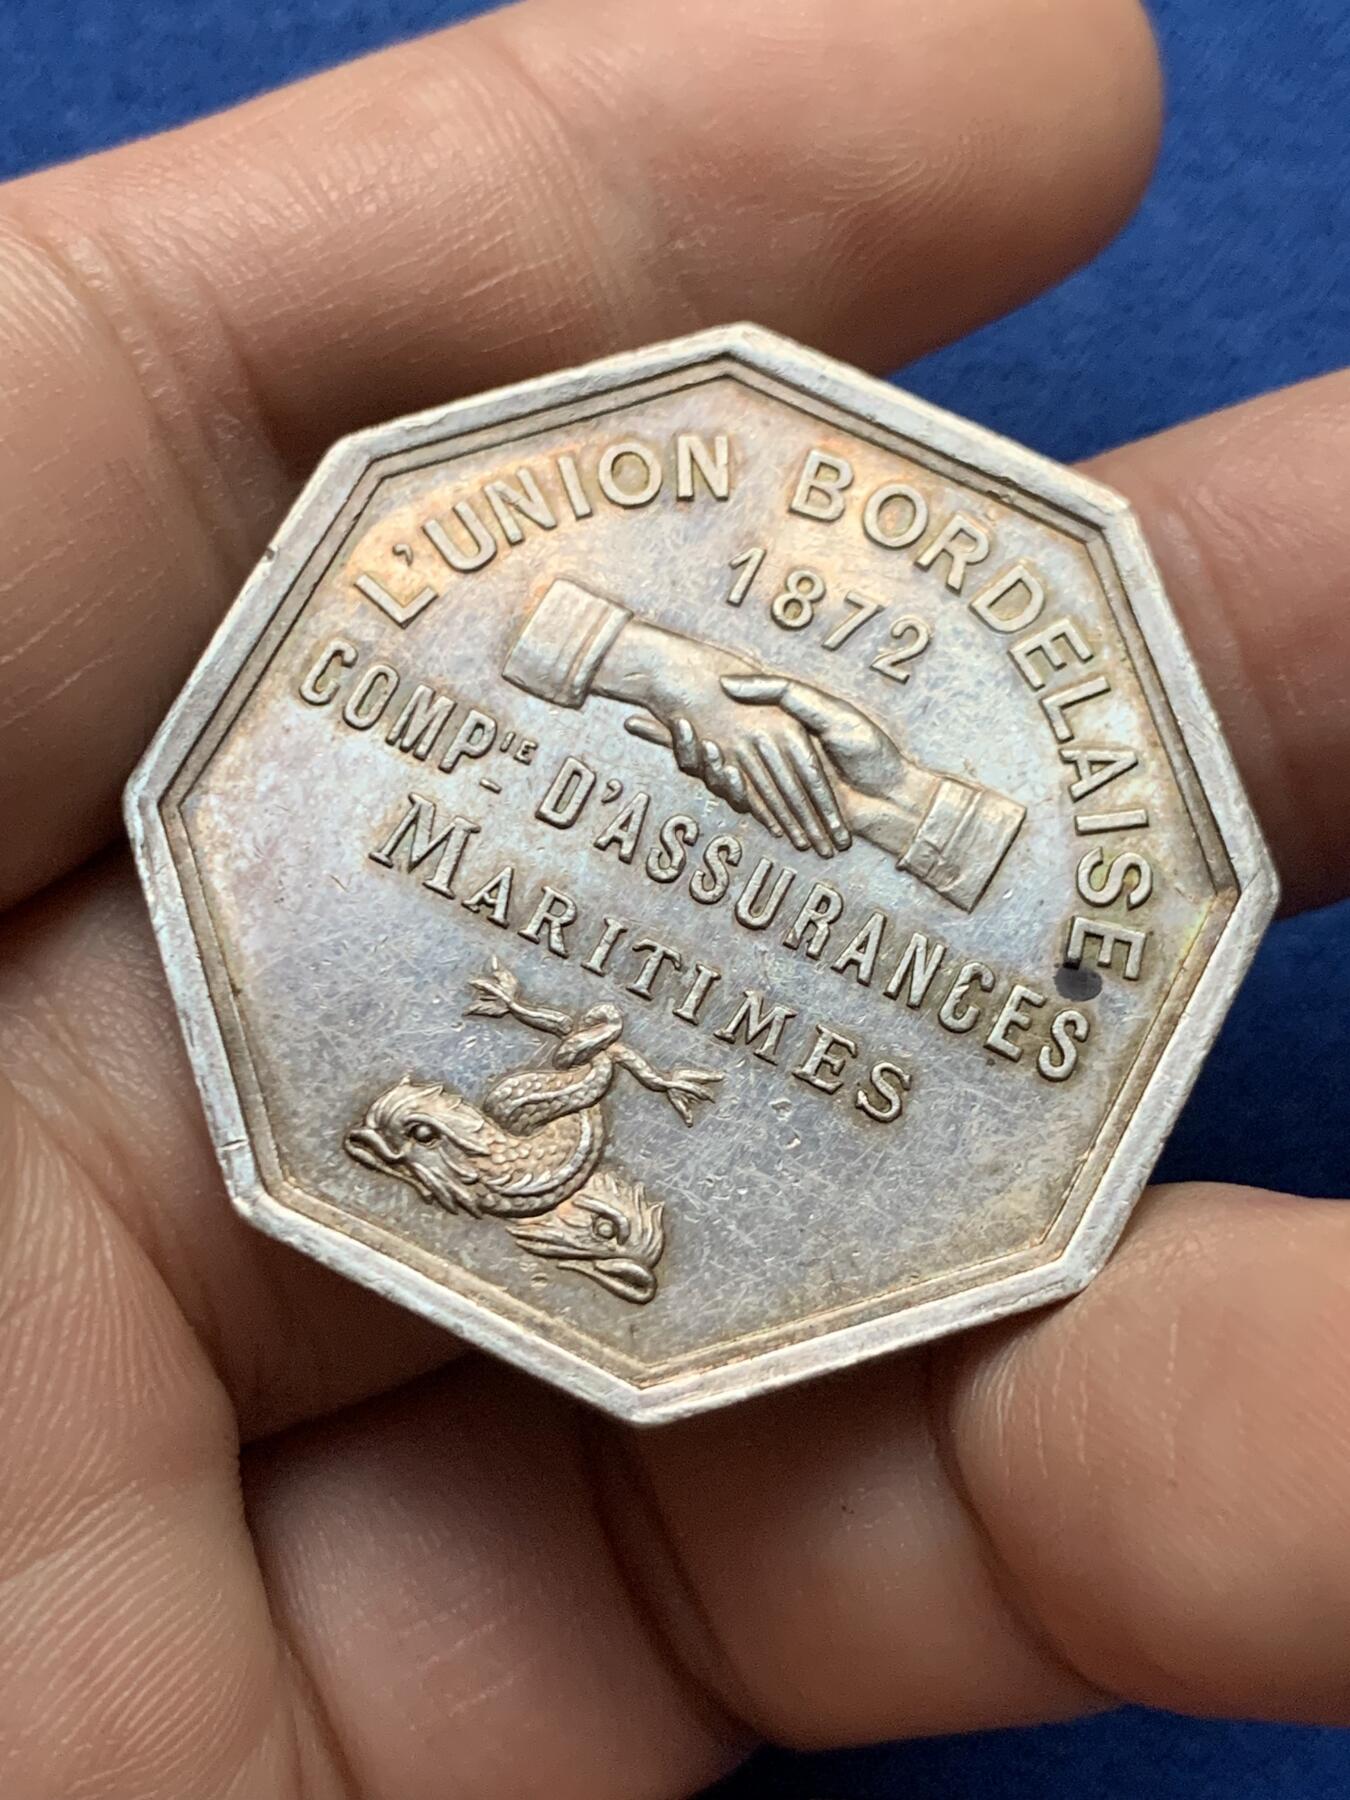 L'UNION BORDELAISE
1872
COMP.IE D'ASSURANCES
MARITIMES